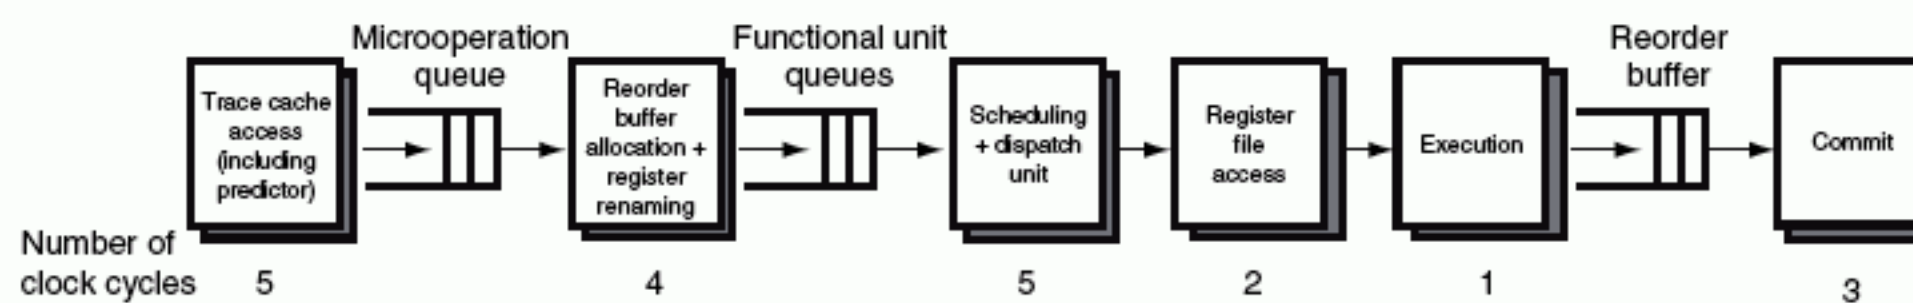 Microoperation
queue
Functional unit
queues
Reorder
buffer
Trace cache
access
(including
predictor)
Reorder
buffer
allocation +
register
renaming
Scheduling
+ dispatch
unit
Register
file
access
Execution
Commit
Number of
clock cycles
5
4
5
2
1
3